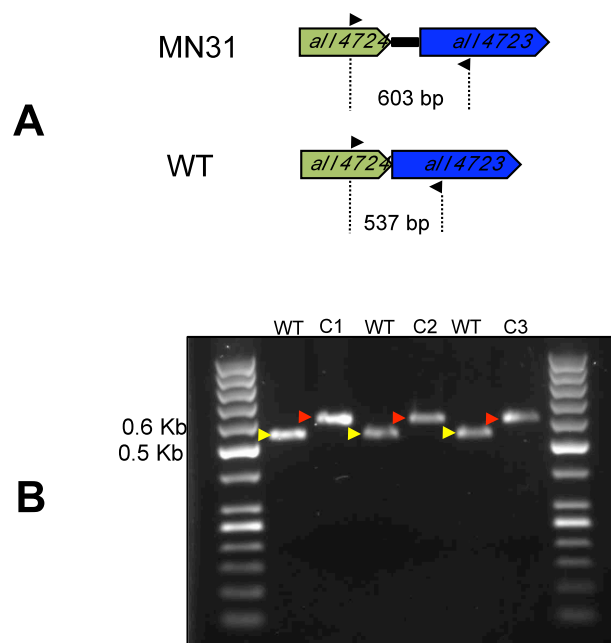 MN31
all4724
all4723
603 bp
A
WT
all4724
all4723
537 bp
WT C1 WT C2 WT C3
0.6 Kb
0.5 Kb
B